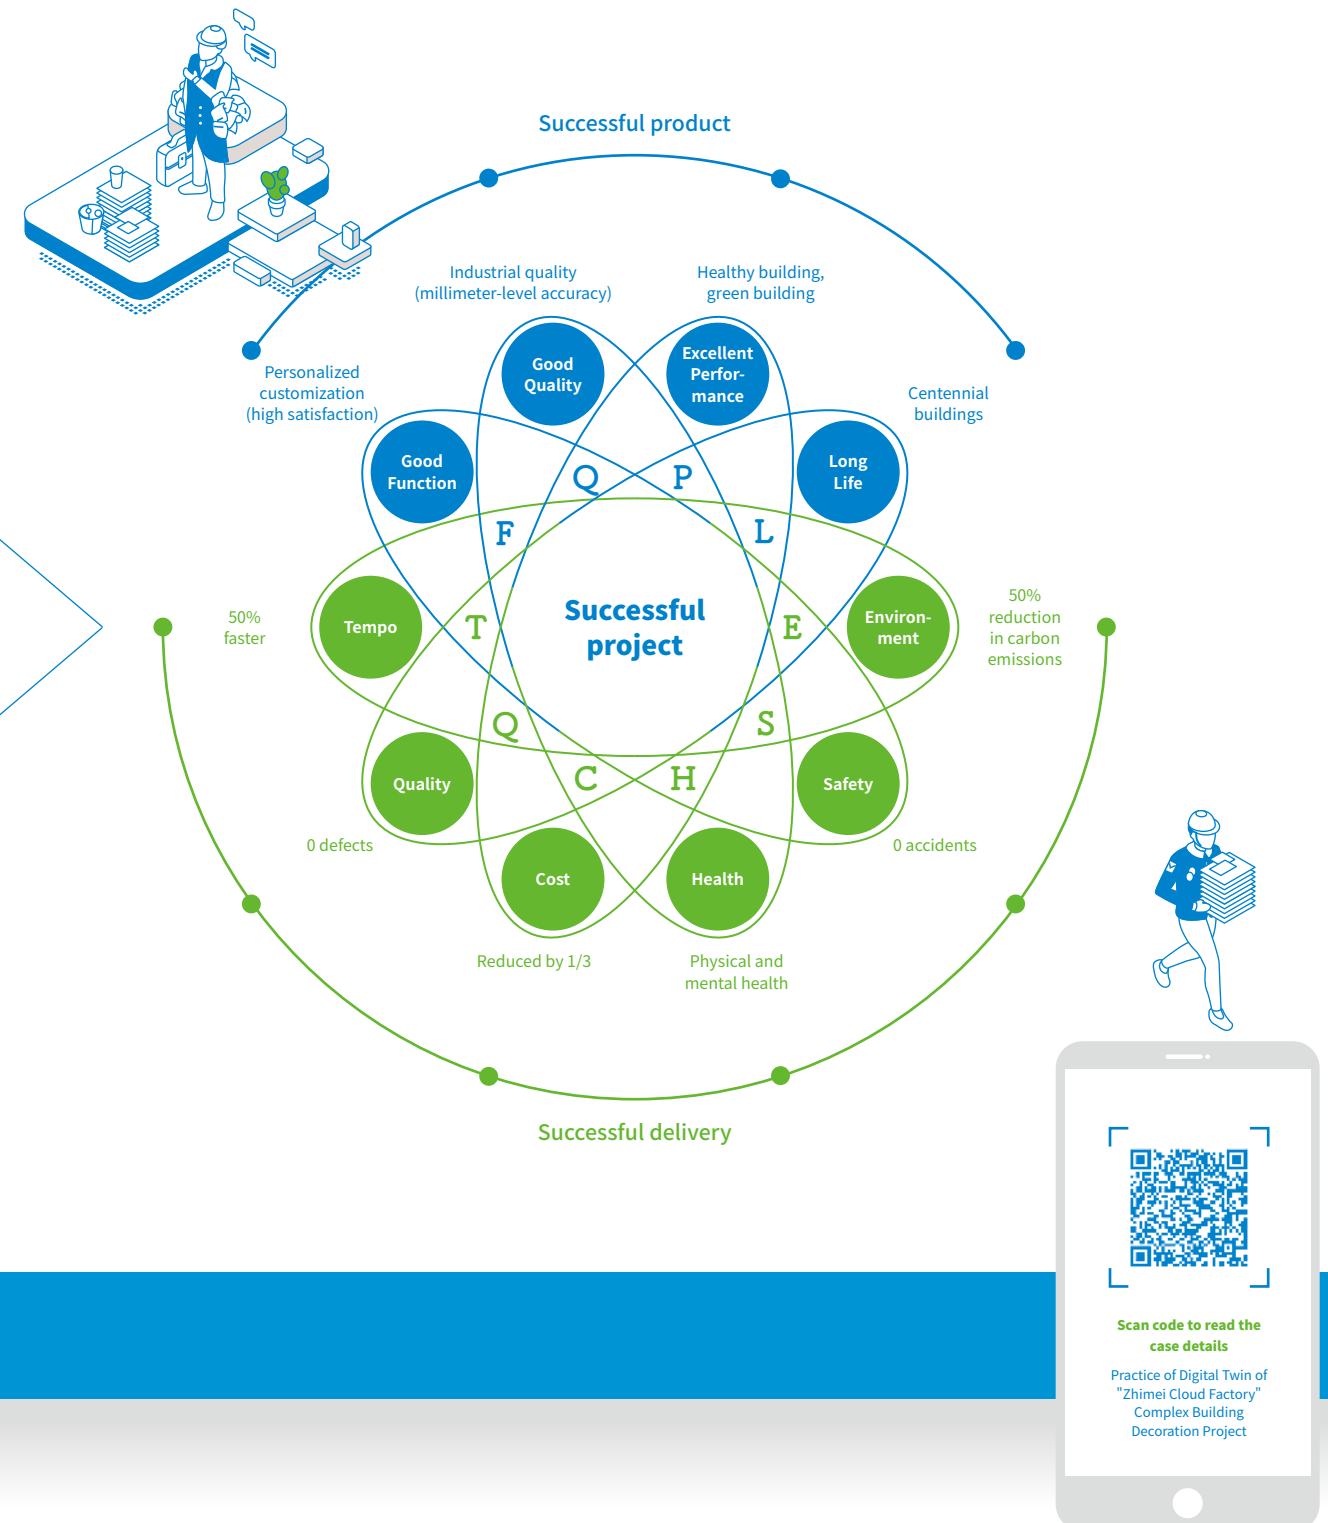 Successful product
Industrial quality
(millimeter-level accuracy)
Healthy building,
green building
Personalized
customization
(high satisfaction)
Centennial
buildings
Good
Quality
Excellent
Perfor-
mance
Good
Function
Long
Life
Q
P
F
L
50%
faster
Tempo
T
Successful
project
E
Environ-
ment
50%
reduction
in carbon
emissions
Q
S
C
H
Quality
Safety
0 defects
0 accidents
Cost
Health
Reduced by 1/3
Physical and
mental health
Successful delivery
Scan code to read the
case details
Practice of Digital Twin of
"Zhimei Cloud Factory"
Complex Building
Decoration Project